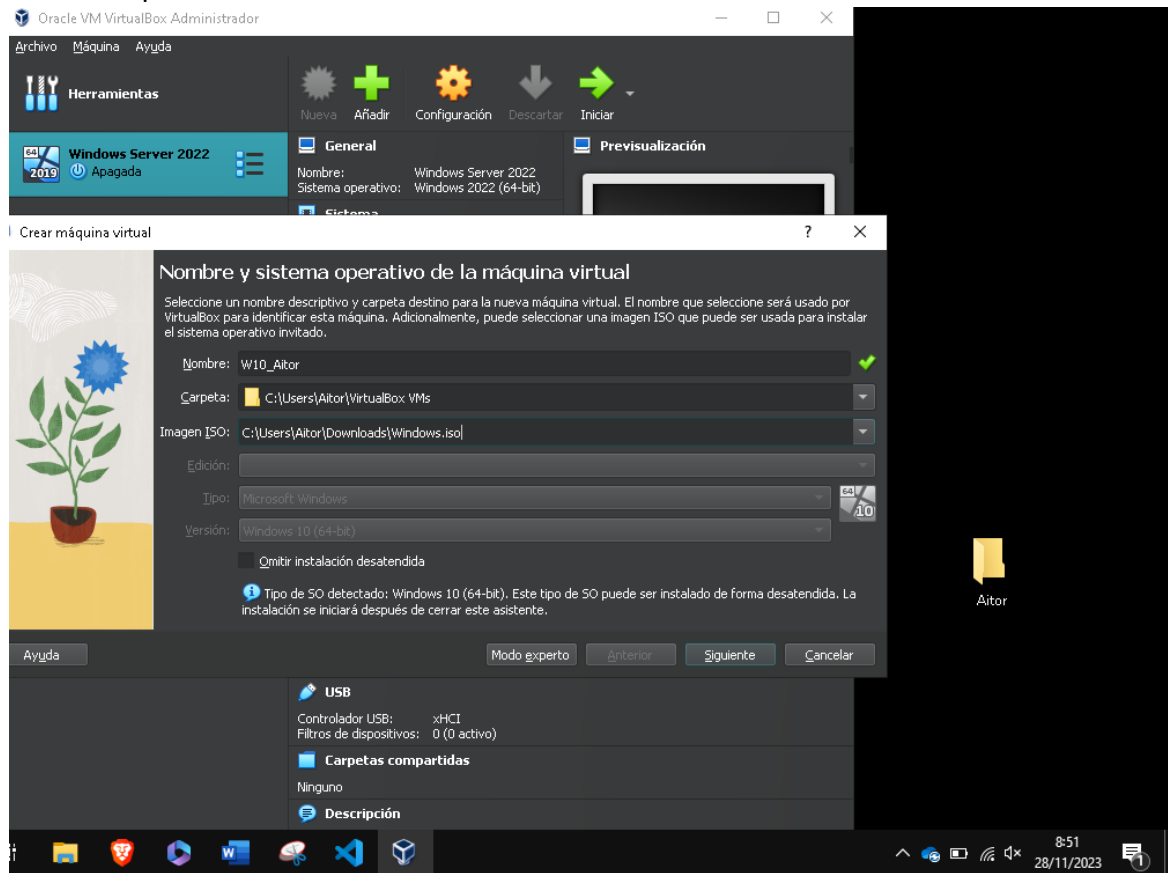 Oracle VM VirtualBox Administrador
Archivo Máquina Ayuda
Herramientas
Nueva Añadir Configuración Descartar Iniciar
Windows Server 2022
Apagada
64
2019
General
Nombre: Windows Server 2022
Sistema operativo: Windows 2022 (64-bit)
Sistema
Previsualización
Crear máquina virtual
?
Nombre y sistema operativo de la máquina virtual
Seleccione un nombre descriptivo y carpeta destino para la nueva máquina virtual. El nombre que seleccione será usado por
VirtualBox para identificar esta máquina. Adicionalmente, puede seleccionar una imagen ISO que puede ser usada para instalar
el sistema operativo invitado.
Nombre: W10_Aitor
Carpeta: C:\Users\Aitor\VirtualBox VMs
Imagen ISO: C:\Users\Aitor\Downloads\Windows.iso
Edición:
Tipo: Microsoft Windows
64
10
Versión: Windows 10 (64-bit)
Omitir instalación desatendida
Tipo de SO detectado: Windows 10 (64-bit). Este tipo de SO puede ser instalado de forma desatendida. La
instalación se iniciará después de cerrar este asistente.
Ayuda Modo experto Anterior Siguiente Cancelar
Aitor
USB
Controlador USB: xHCI
Filtros de dispositivos: 0 (0 activo)
Carpetas compartidas
Ninguno
Descripción
8:51
28/11/2023
1